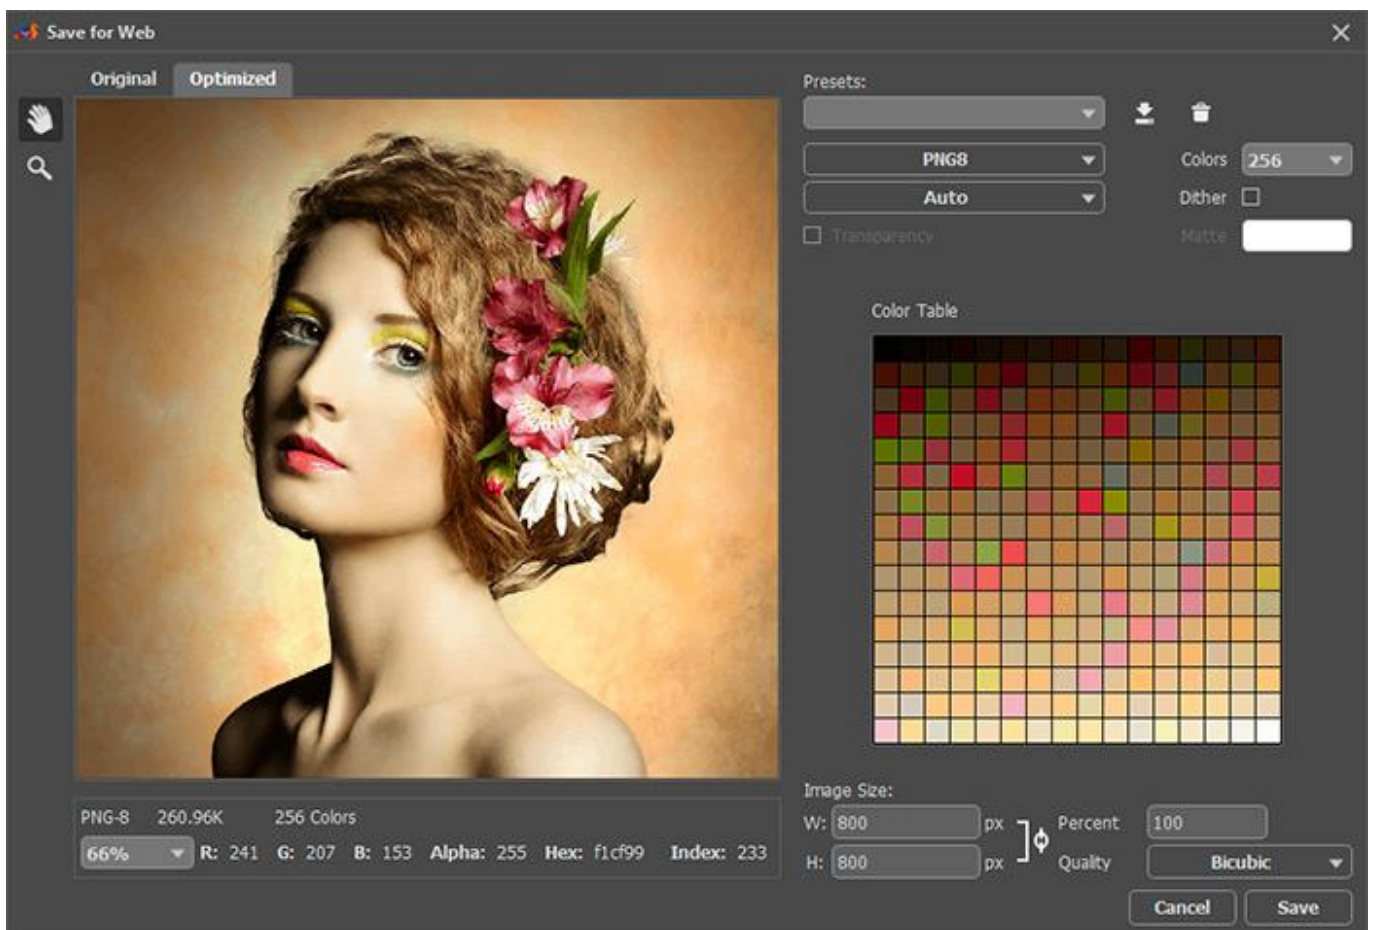 Save for Web
Original Optimized
Presets:
PNG8
Colors 256
Auto
Dither
Transparency
Matte
Color Table
PNG-8 260.96K 256 Colors
66% R: 241 G: 207 B: 153 Alpha: 255 Hex: f1cf99 Index: 233
Image Size:
W: 800 px Percent 100
H: 800 px Quality Bicubic
Cancel Save